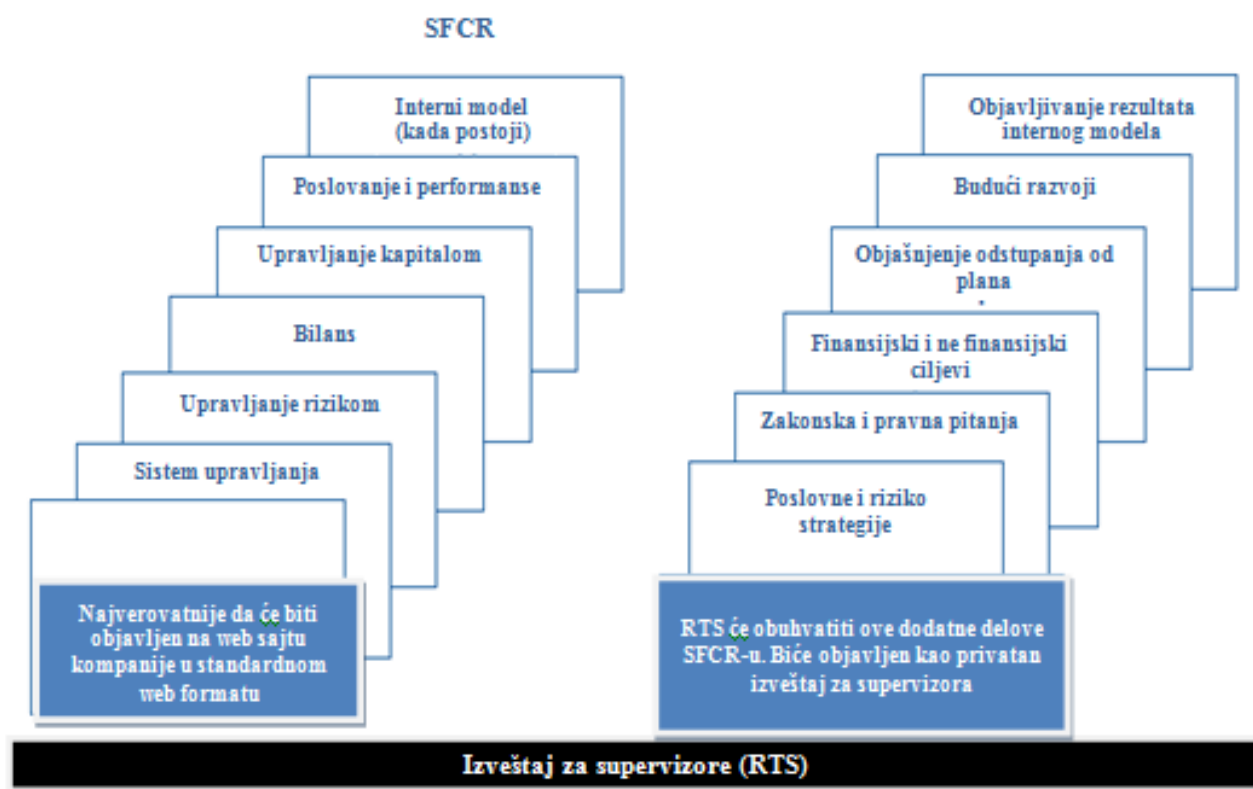 SFCR
Interni model
(kada postoji)
Poslovanje i performanse
Upravljanje kapitalom
Bilans
Upravljanje rizikom
Sistem upravljanja
Najverovatnije da će biti
objavljen na web sajtu
kompanije u standardnom
web formatu
Objavljivanje rezultata
internog modela
Budući razvoji
Objašnjenje odstupanja od
plana
Finansijski i ne finansijski
ciljevi
Zakonska i pravna pitanja
Poslovne i riziko
strategije
RTS će obuhvatiti ove dodatne delove
SFCR-u. Biće objavljen kao privatan
izveštaj za supervizora
Izveštaj za supervizore (RTS)